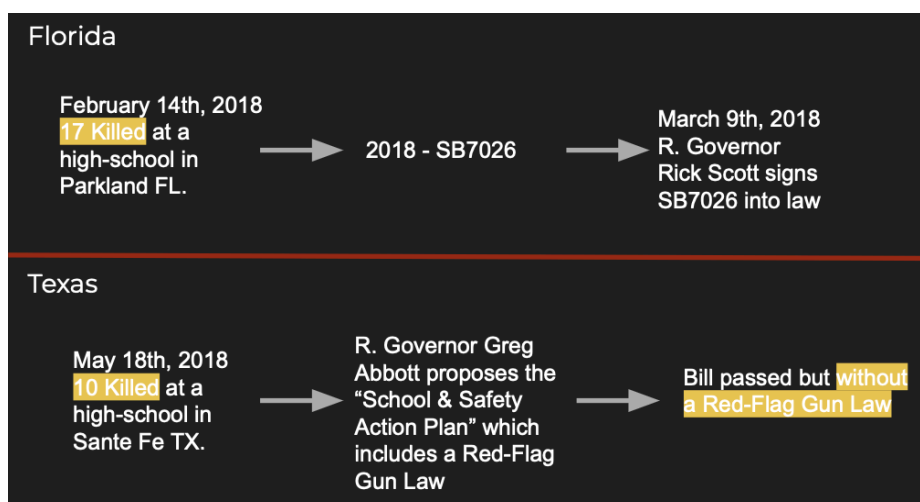 Florida
February 14th, 2018
17 Killed at a
high-school in
Parkland FL.
2018 - SB7026
March 9th, 2018
R. Governor
Rick Scott signs
SB7026 into law
Texas
May 18th, 2018
10 Killed at a
high-school in
Sante Fe TX.
R. Governor Greg
Abbott proposes the
“School & Safety
Action Plan” which
includes a Red-Flag
Gun Law
Bill passed but without
a Red-Flag Gun Law